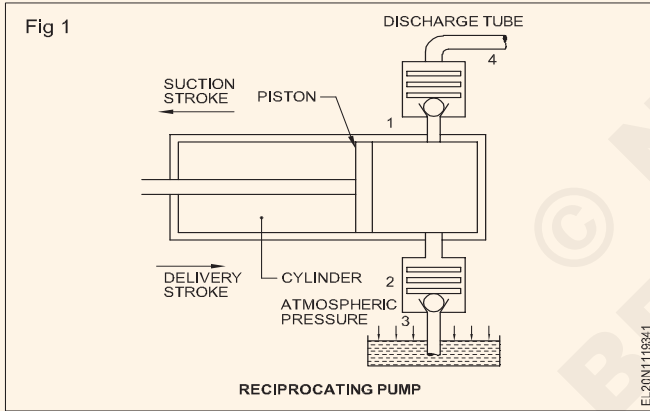 Fig 1
DISCHARGE TUBE
4
SUCTION
STROKE
PISTON
1
DELIVERY
STROKE
CYLINDER
2
ATMOSPHERIC
PRESSURE
3
RECIPROCATING PUMP
EL20N1119341
©